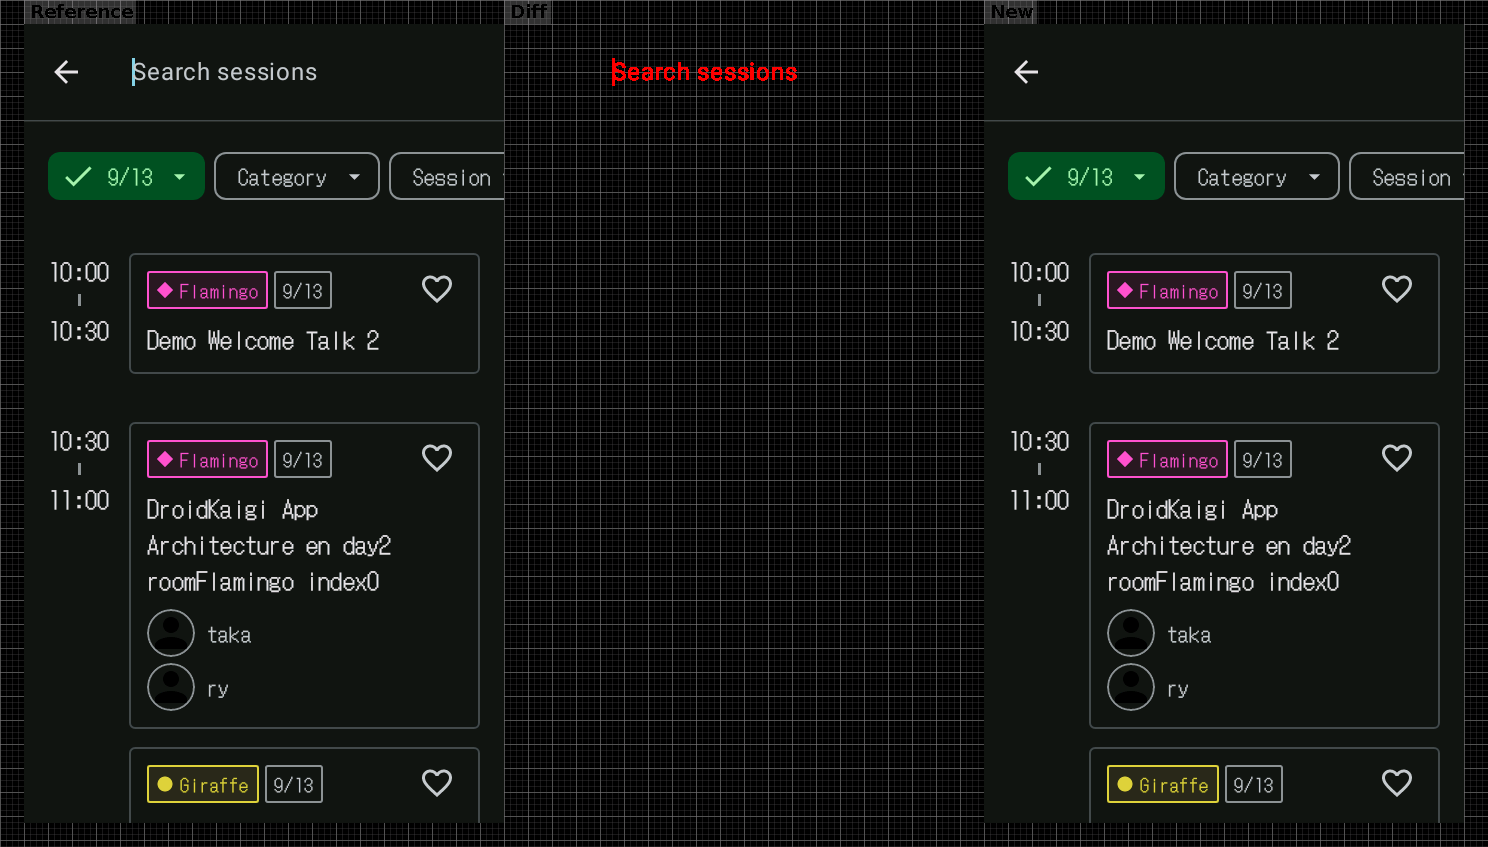 Reference
Diff
New
Search sessions
Search sessions
9/13
Category
Session
9/13
Category
Session
10:00
10:30
Flamingo
9/13
Demo Welcome Talk 2
10:00
10:30
Flamingo
9/13
Demo Welcome Talk 2
10:30
11:00
Flamingo
9/13
DroidKaigi App
Architecture en day2
roomFlamingo index0
taka
ry
10:30
11:00
Flamingo
9/13
DroidKaigi App
Architecture en day2
roomFlamingo index0
taka
ry
Giraffe
9/13
Giraffe
9/13